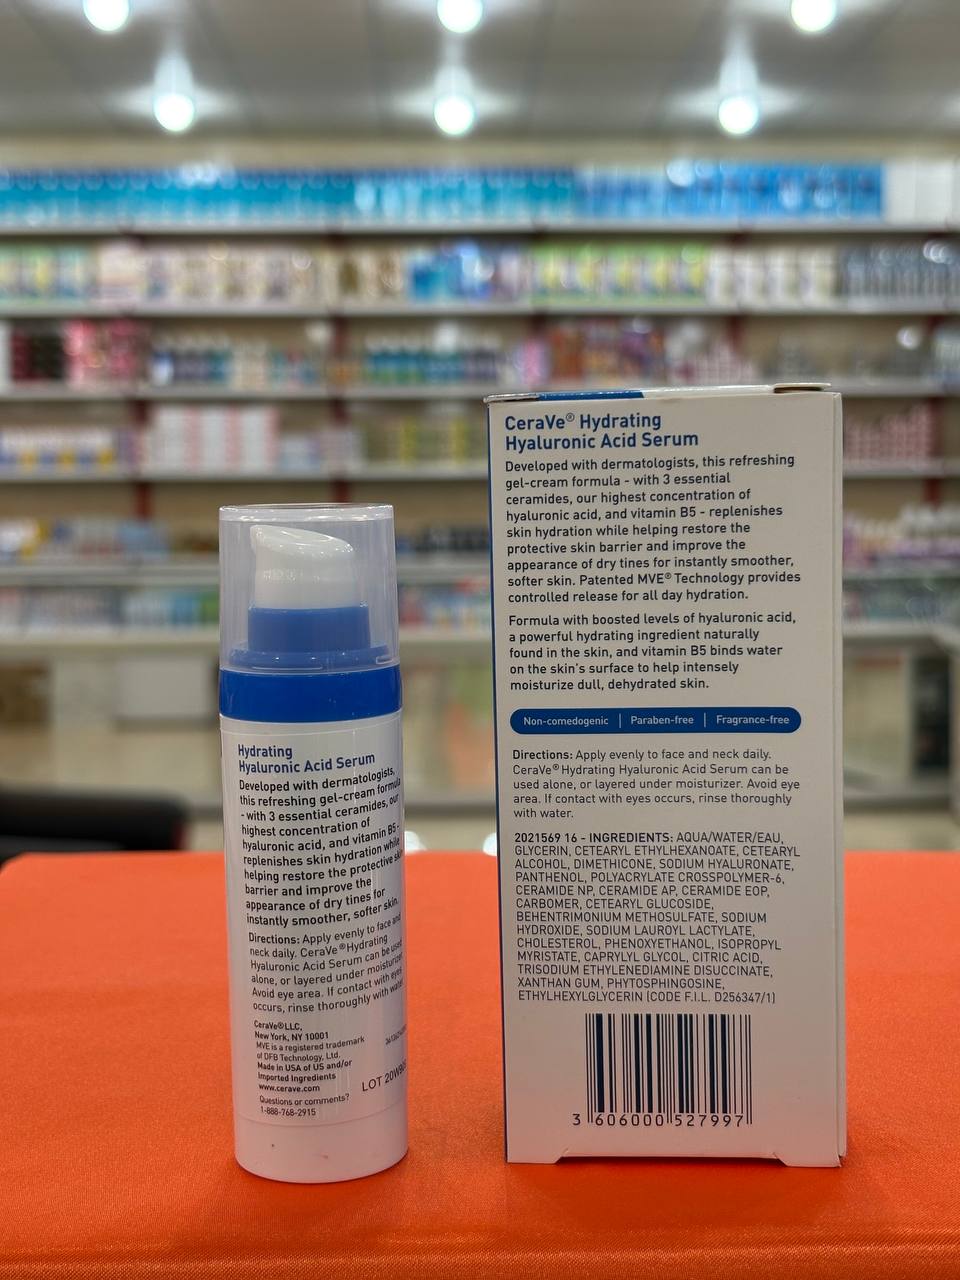 Hydrating
Hyaluronic Acid Serum
Developed with dermatologists,
this refreshing gel-cream formula
- with 3 essential ceramides, our
highest concentration of
hyaluronic acid, and vitamin B5 -
replenishes skin hydration while
helping restore the protective skin
barrier and improve the
appearance of dry tines for
instantly smoother, softer skin.
Directions: Apply evenly to face and
neck daily. CeraVe® Hydrating
Hyaluronic Acid Serum can be used
alone, or layered under moisturizer.
Avoid eye area. If contact with eyes
occurs, rinse thoroughly with water.
CeraVe® LLC,
New York, NY 10001
MVE is a registered trademark
of DFB Technology, Ltd.
Made in USA of US and/or
Imported Ingredients
www.cerave.com
Questions or comments?
1-888-768-2915
LOT
CeraVe® Hydrating
Hyaluronic Acid Serum
Developed with dermatologists, this refreshing
gel-cream formula - with 3 essential
ceramides, our highest concentration of
hyaluronic acid, and vitamin B5 - replenishes
skin hydration while helping restore the
protective skin barrier and improve the
appearance of dry tines for instantly smoother,
softer skin. Patented MVE® Technology provides
controlled release for all day hydration.
Formula with boosted levels of hyaluronic acid,
a powerful hydrating ingredient naturally
found in the skin, and vitamin B5 binds water
on the skin's surface to help intensely
moisturize dull, dehydrated skin.
Non-comedogenic | Paraben-free | Fragrance-free
Directions: Apply evenly to face and neck daily.
CeraVe® Hydrating Hyaluronic Acid Serum can be
used alone, or layered under moisturizer. Avoid eye
area. If contact with eyes occurs, rinse thoroughly
with water.
2021569 16 - INGREDIENTS: AQUA/WATER/EAU,
GLYCERIN, CETEARYL ETHYLHEXANOATE, CETEARYL
ALCOHOL, DIMETHICONE, SODIUM HYALURONATE,
PANTHENOL, POLYACRYLATE CROSSPOLYMER-6,
CERAMIDE NP, CERAMIDE AP, CERAMIDE EOP,
CARBOMER, CETEARYL GLUCOSIDE,
BEHENTRIMONIUM METHOSULFATE, SODIUM
HYDROXIDE, SODIUM LAUROYL LACTYLATE,
CHOLESTEROL, PHENOXYETHANOL, ISOPROPYL
MYRISTATE, CAPRYLYL GLYCOL, CITRIC ACID,
TRISODIUM ETHYLENEDIAMINE DISUCCINATE,
XANTHAN GUM, PHYTOSPHINGOSINE,
ETHYLHEXYLGLYCERIN (CODE F.I.L. D256347/1)
3 606000 527997